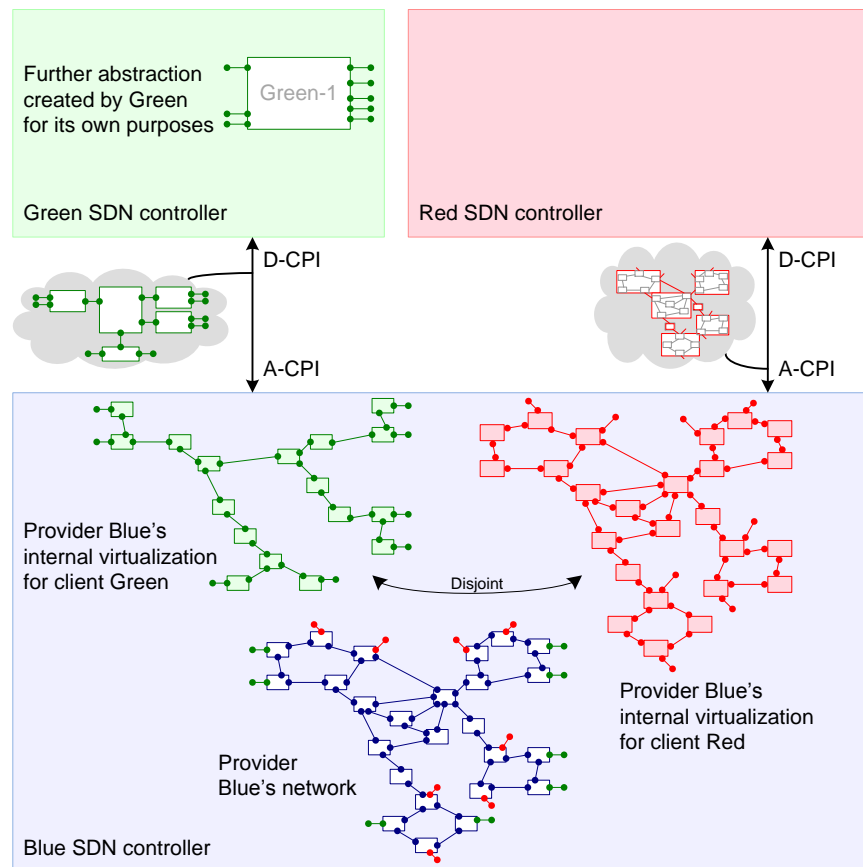 Further abstraction
created by Green
for its own purposes
Green-1
Green SDN controller
Red SDN controller
D-CPI
A-CPI
D-CPI
A-CPI
Provider Blue's
internal virtualization
for client Green
Disjoint
Provider Blue's
internal virtualization
for client Red
Provider
Blue's network
Blue SDN controller